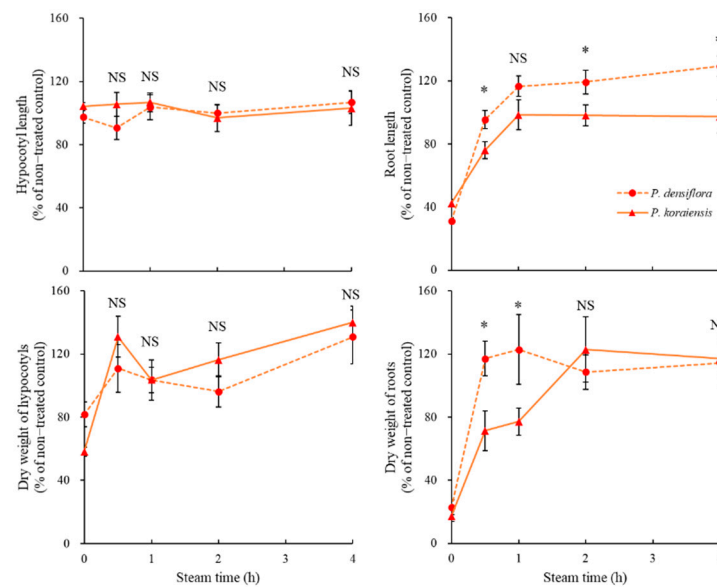 160
120
80
40
0
Hypocotyl length
(% of non−treated control)
NS
NS
NS
NS
160
120
80
40
0
Root length
(% of non−treated control)
*
NS
*
*
P. densiflora
P. koraiensis
160
120
80
40
0
Dry weight of hypocotyls
(% of non−treated control)
NS
NS
NS
NS
0
1
2
3
4
Steam time (h)
160
120
80
40
0
Dry weight of roots
(% of non−treated control)
*
*
NS
0
1
2
3
Steam time (h)